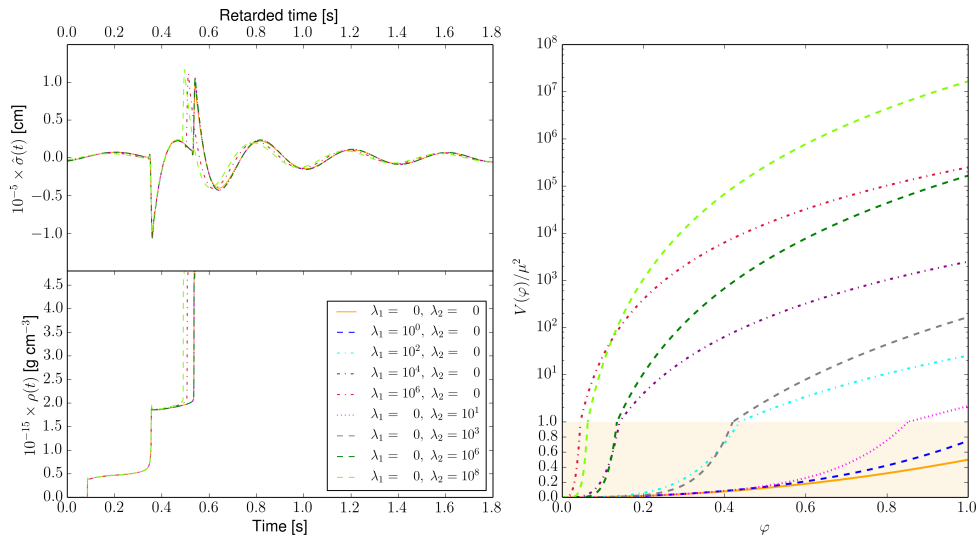 Retarded time [s]
0.0 0.2 0.4 0.6 0.8 1.0 1.2 1.4 1.6 1.8
1.0
0.5
0.0
−0.5
−1.0
10⁻⁵ × σ̂(t) [cm]
4.5
4.0
3.5
3.0
2.5
2.0
1.5
1.0
0.5
0.0
10⁻¹⁵ × ρ(t) [g cm⁻³]
λ₁ = 0, λ₂ = 0
λ₁ = 10⁰, λ₂ = 0
λ₁ = 10², λ₂ = 0
λ₁ = 10⁴, λ₂ = 0
λ₁ = 10⁶, λ₂ = 0
λ₁ = 0, λ₂ = 10¹
λ₁ = 0, λ₂ = 10³
λ₁ = 0, λ₂ = 10⁶
λ₁ = 0, λ₂ = 10⁸
0.0 0.2 0.4 0.6 0.8 1.0 1.2 1.4 1.6 1.8
Time [s]
10⁸
10⁷
10⁶
10⁵
10⁴
10³
10²
10¹
1.0
0.8
0.6
0.4
0.2
0.0
V(φ)/μ²
0.0 0.2 0.4 0.6 0.8 1.0
φ